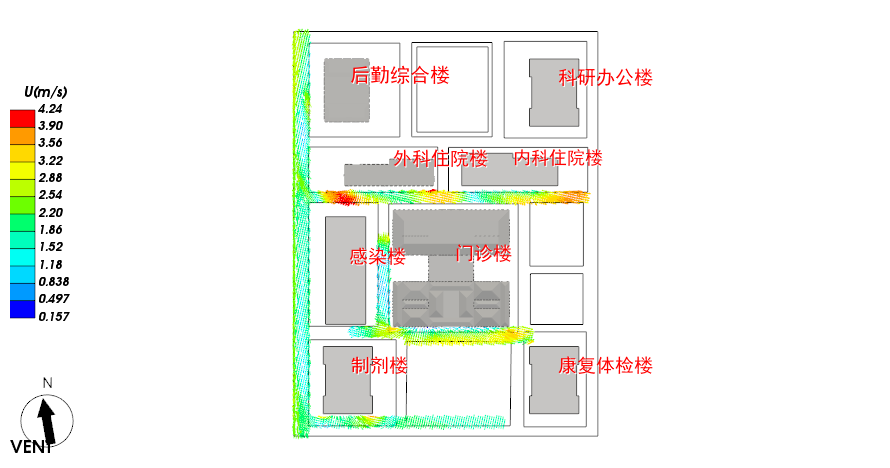 后勤综合楼
科研办公楼
U(m/s)
4.24
3.90
3.56
3.22
2.88
2.54
2.20
1.86
1.52
1.18
0.838
0.497
0.157
外科住院楼
内科住院楼
感染楼
门诊楼
制剂楼
康复体检楼
N
VENT